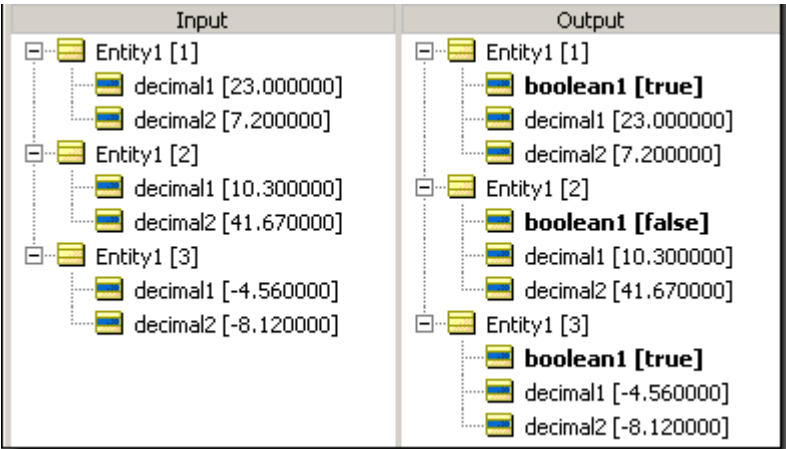 Input
Entity1 [1]
decimal1 [23.000000]
decimal2 [7.200000]
Entity1 [2]
decimal1 [10.300000]
decimal2 [41.670000]
Entity1 [3]
decimal1 [-4.560000]
decimal2 [-8.120000]
Output
Entity1 [1]
boolean1 [true]
decimal1 [23.000000]
decimal2 [7.200000]
Entity1 [2]
boolean1 [false]
decimal1 [10.300000]
decimal2 [41.670000]
Entity1 [3]
boolean1 [true]
decimal1 [-4.560000]
decimal2 [-8.120000]